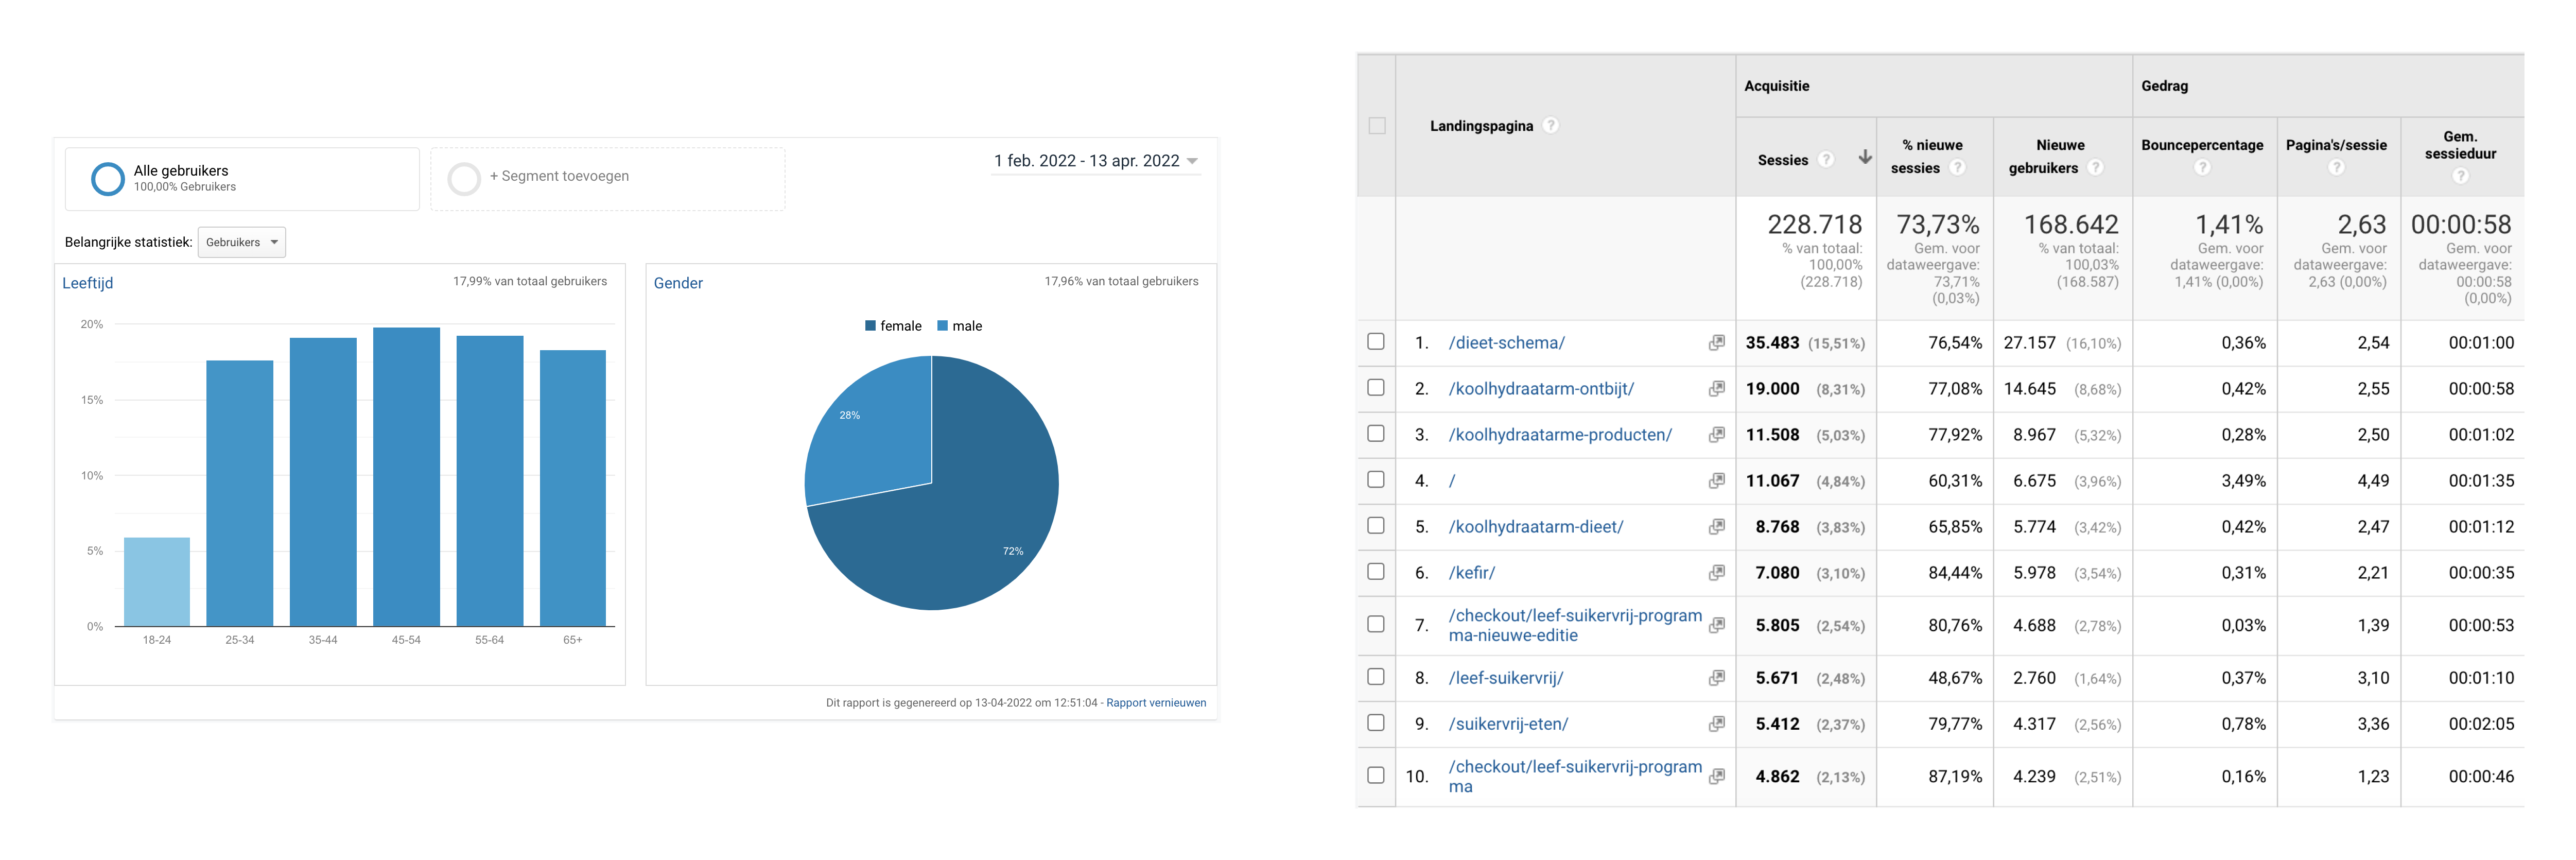 Alle gebruikers
100,00% Gebruikers
+ Segment toevoegen
1 feb. 2022 - 13 apr. 2022
Belangrijke statistiek: Gebruikers
Leeftijd 17,99% van totaal gebruikers
20%
15%
10%
5%
0%
18-24 25-34 35-44 45-54 55-64 65+
Gender 17,96% van totaal gebruikers
female male
28%
72%
Dit rapport is gegenereerd op 13-04-2022 om 12:51:04 - Rapport vernieuwen
Landingspagina ?
Acquisitie Gedrag
Sessies ? % nieuwe sessies ? Nieuwe gebruikers ? Bouncepercentage ? Pagina's/sessie ? Gem. sessieduur ?
228.718 73,73% 168.642 1,41% 2,63 00:00:58
% van totaal: 100,00% (228.718) Gem. voor dataweergave: 73,71% (0,03%) % van totaal: 100,03% (168.587) Gem. voor dataweergave: 1,41% (0,00%) Gem. voor dataweergave: 2,63 (0,00%) Gem. voor dataweergave: 00:00:58 (0,00%)
1. /dieet-schema/ 35.483 (15,51%) 76,54% 27.157 (16,10%) 0,36% 2,54 00:01:00
2. /koolhydraatarm-ontbijt/ 19.000 (8,31%) 77,08% 14.645 (8,68%) 0,42% 2,55 00:00:58
3. /koolhydraatarme-producten/ 11.508 (5,03%) 77,92% 8.967 (5,32%) 0,28% 2,50 00:01:02
4. / 11.067 (4,84%) 60,31% 6.675 (3,96%) 3,49% 4,49 00:01:35
5. /koolhydraatarm-dieet/ 8.768 (3,83%) 65,85% 5.774 (3,42%) 0,42% 2,47 00:01:12
6. /kefir/ 7.080 (3,10%) 84,44% 5.978 (3,54%) 0,31% 2,21 00:00:35
7. /checkout/leef-suikervrij-program
ma-nieuwe-editie 5.805 (2,54%) 80,76% 4.688 (2,78%) 0,03% 1,39 00:00:53
8. /leef-suikervrij/ 5.671 (2,48%) 48,67% 2.760 (1,64%) 0,37% 3,10 00:01:10
9. /suikervrij-eten/ 5.412 (2,37%) 79,77% 4.317 (2,56%) 0,78% 3,36 00:02:05
10. /checkout/leef-suikervrij-program
ma 4.862 (2,13%) 87,19% 4.239 (2,51%) 0,16% 1,23 00:00:46